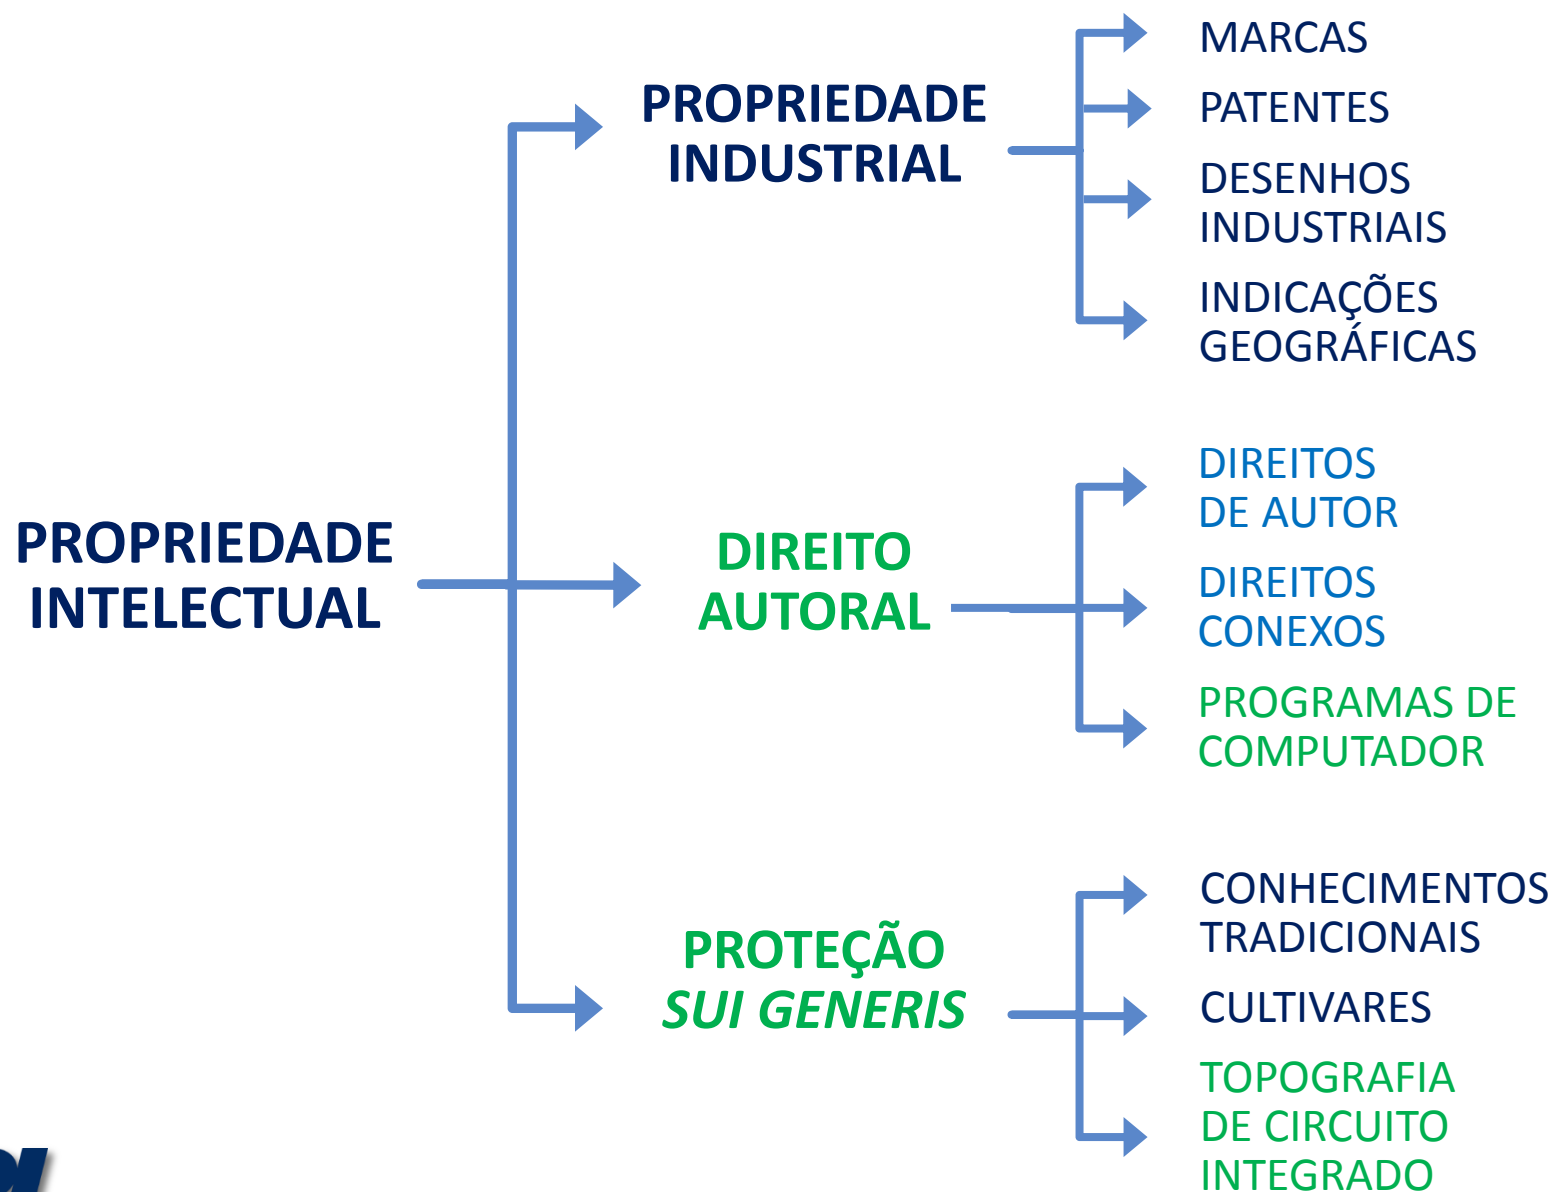 PROPRIEDADE
INTELECTUAL
PROPRIEDADE
INDUSTRIAL
MARCAS
PATENTES
DESENHOS
INDUSTRIAIS
INDICAÇÕES
GEOGRÁFICAS
DIREITO
AUTORAL
DIREITOS
DE AUTOR
DIREITOS
CONEXOS
PROGRAMAS DE
COMPUTADOR
PROTEÇÃO
SUI GENERIS
CONHECIMENTOS
TRADICIONAIS
CULTIVARES
TOPOGRAFIA
DE CIRCUITO
INTEGRADO